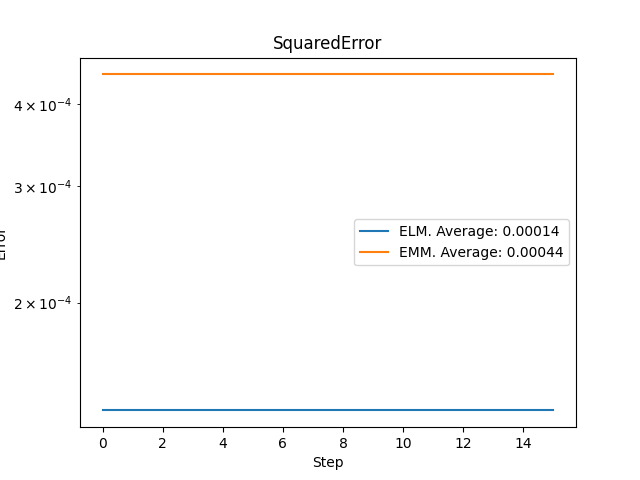 SquaredError
4 × 10⁻⁴
3 × 10⁻⁴
2 × 10⁻⁴
Error
ELM. Average: 0.00014
EMM. Average: 0.00044
0 2 4 6 8 10 12 14
Step